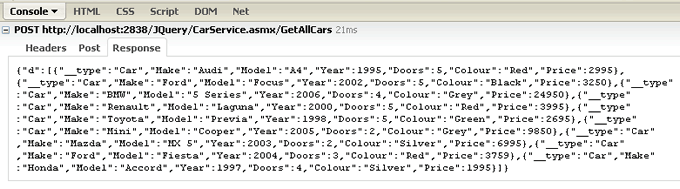 Console HTML CSS Script DOM Net
POST http://localhost:2838/JQuery/CarService.asmx/GetAllCars 21ms
Headers Post Response
{"d":[{"__type":"Car","Make":"Audi","Model":"A4","Year":1995,"Doors":5,"Colour":"Red","Price":2995},
{"__type":"Car","Make":"Ford","Model":"Focus","Year":2002,"Doors":5,"Colour":"Black","Price":3250},{"__type"
:"Car","Make":"BMW","Model":"5 Series","Year":2006,"Doors":4,"Colour":"Grey","Price":24950},{"__type"
:"Car","Make":"Renault","Model":"Laguna","Year":2000,"Doors":5,"Colour":"Red","Price":3995},{"__type"
:"Car","Make":"Toyota","Model":"Previa","Year":1998,"Doors":5,"Colour":"Green","Price":2695},{"__type"
:"Car","Make":"Mini","Model":"Cooper","Year":2005,"Doors":2,"Colour":"Grey","Price":9850},{"__type":"Car"
,"Make":"Mazda","Model":"MX 5","Year":2003,"Doors":2,"Colour":"Silver","Price":6995},{"__type":"Car"
,"Make":"Ford","Model":"Fiesta","Year":2004,"Doors":3,"Colour":"Red","Price":3759},{"__type":"Car","Make"
:"Honda","Model":"Accord","Year":1997,"Doors":4,"Colour":"Silver","Price":1995}]}